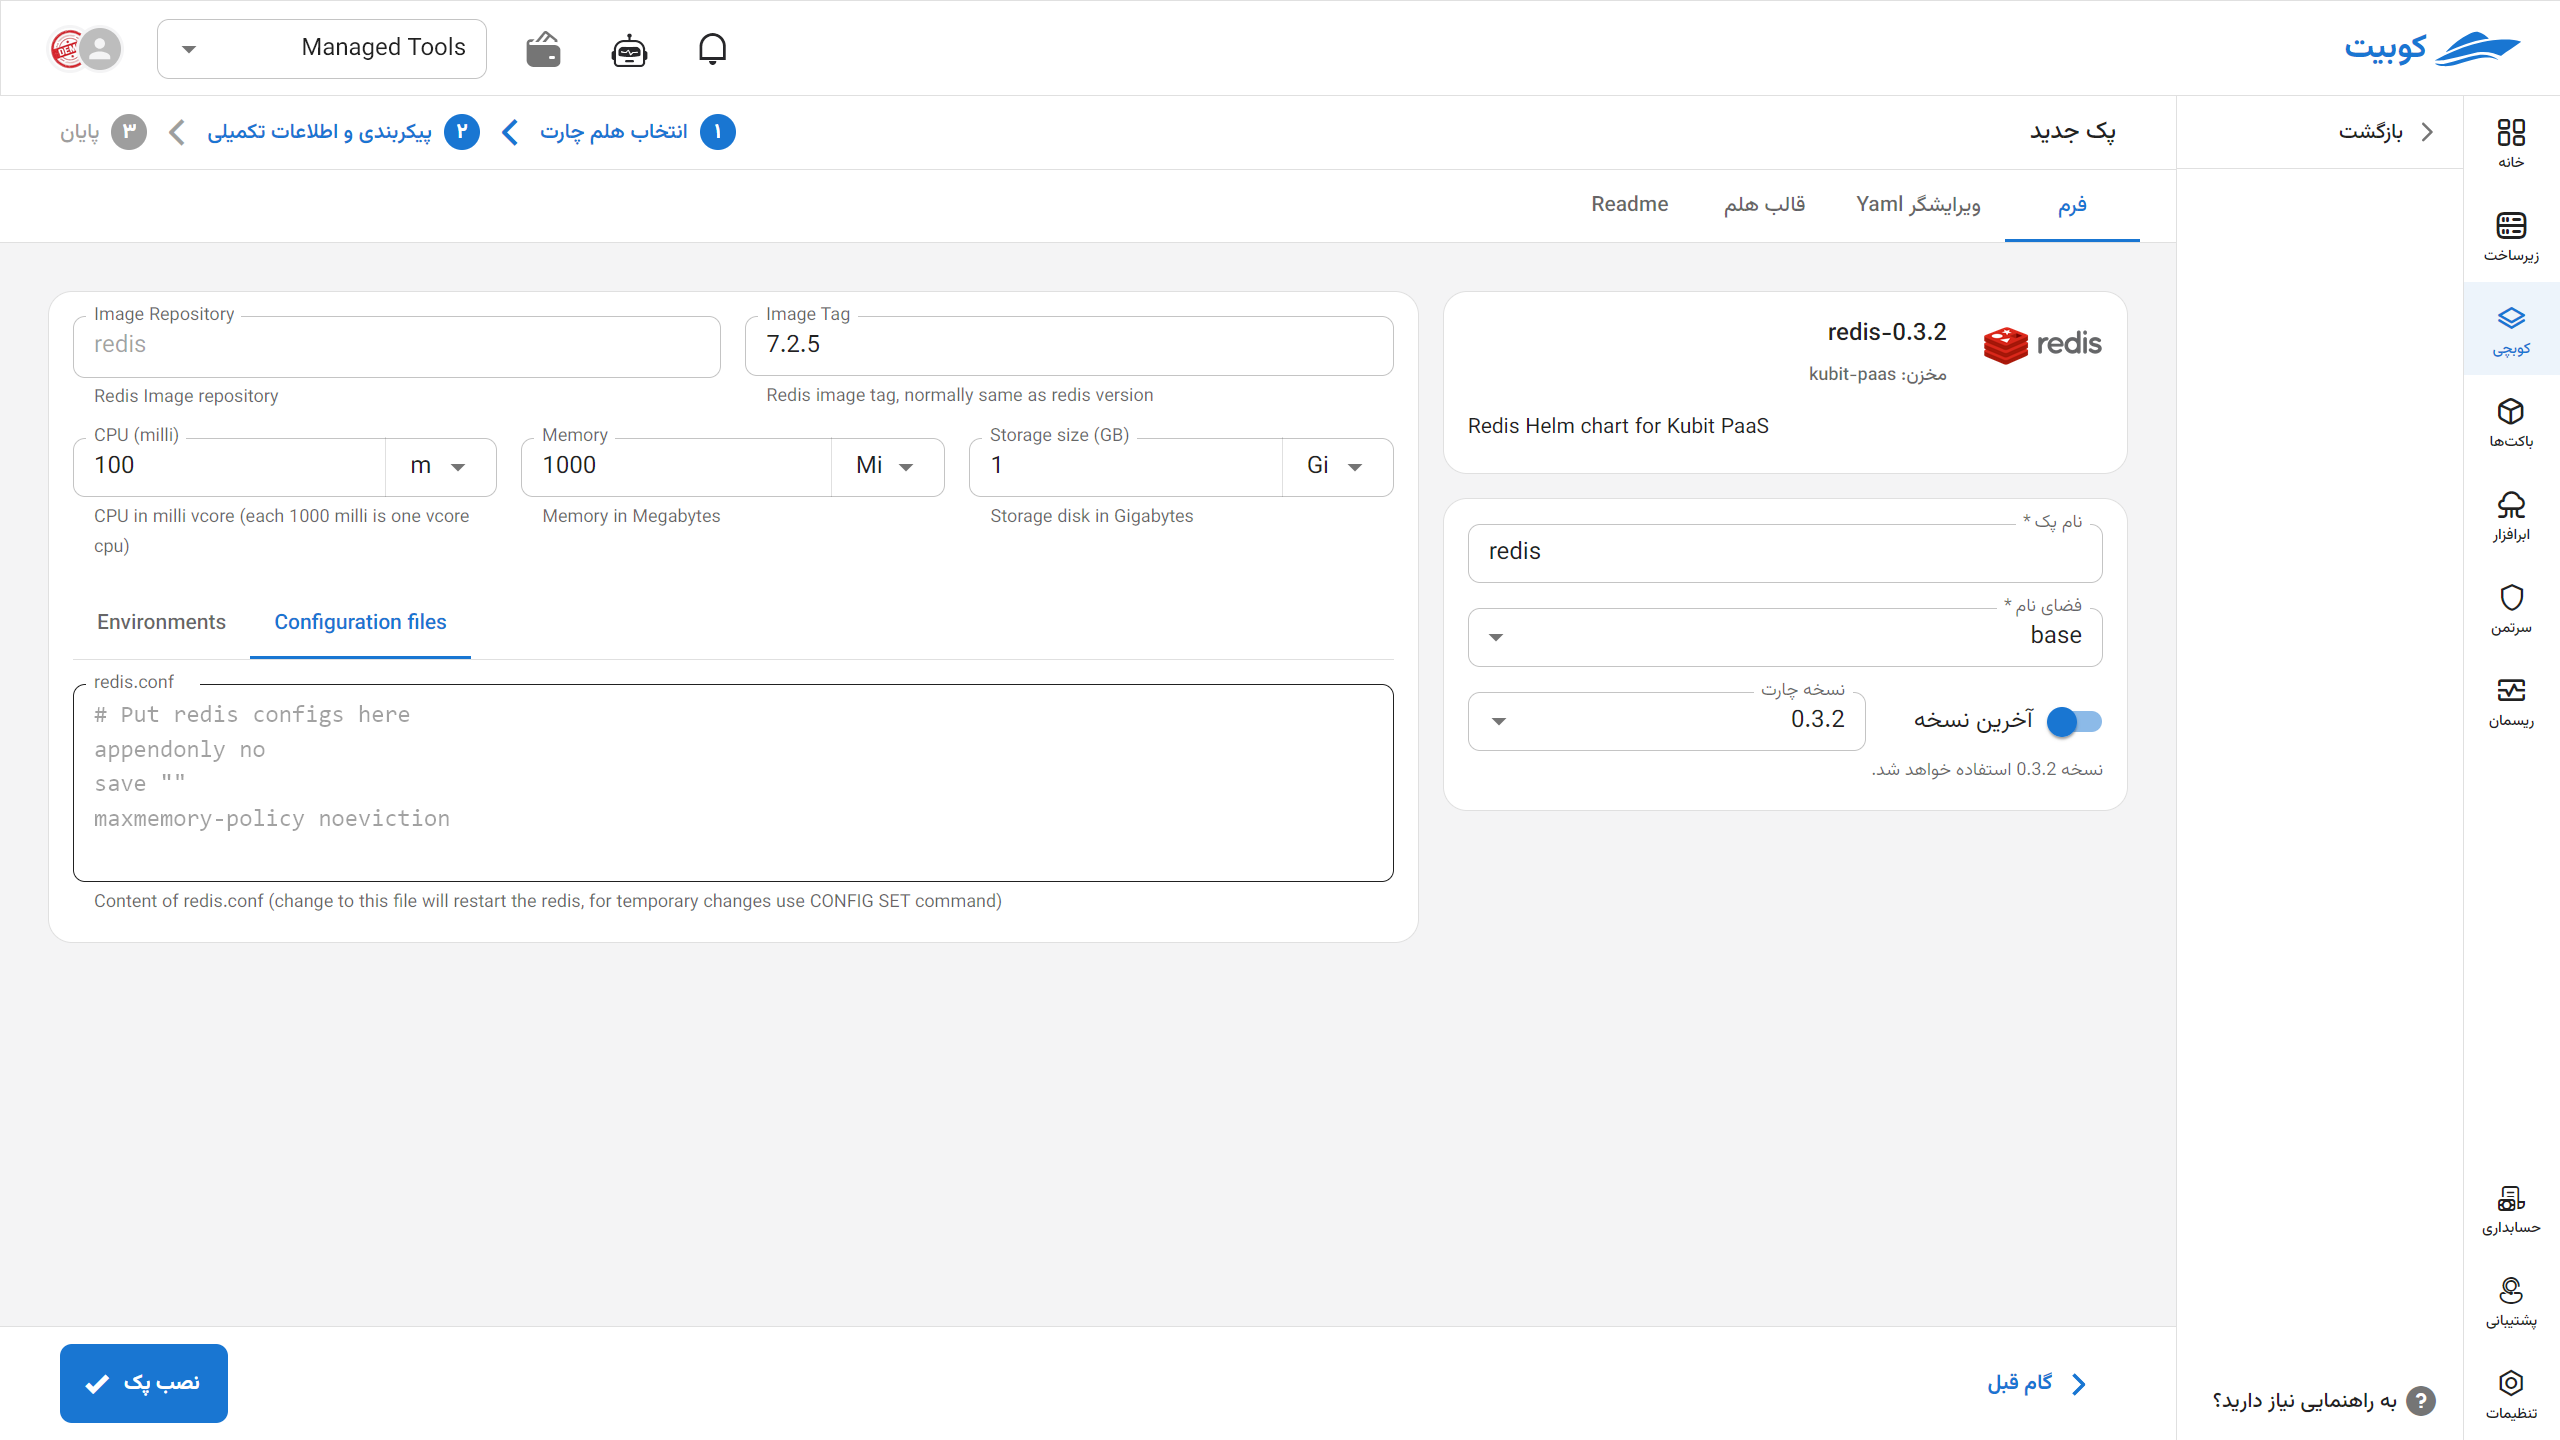 کوبیت
Managed Tools
خانه
زیرساخت
کوبچی
باکت‌ها
ابرافزار
سرتمن
ریسمان
حسابداری
پشتیبانی
تنظیمات
بازگشت
به راهنمایی نیاز دارید؟
پک جدید
۱ انتخاب هلم چارت
۲ پیکربندی و اطلاعات تکمیلی
۳ پایان
فرم
ویرایشگر Yaml
قالب هلم
Readme
redis
redis-0.3.2
مخزن: kubit-paas
Redis Helm chart for Kubit PaaS
نام پک *
redis
فضای نام *
base
آخرین نسخه
نسخه چارت
0.3.2
نسخه 0.3.2 استفاده خواهد شد.
Image Repository
redis
Redis Image repository
Image Tag
7.2.5
Redis image tag, normally same as redis version
CPU (milli)
100 m
CPU in milli vcore (each 1000 milli is one vcore
cpu)
Memory
1000 Mi
Memory in Megabytes
Storage size (GB)
1 Gi
Storage disk in Gigabytes
Environments
Configuration files
redis.conf
# Put redis configs here
appendonly no
save ""
maxmemory-policy noeviction
Content of redis.conf (change to this file will restart the redis, for temporary changes use CONFIG SET command)
گام قبل
نصب پک